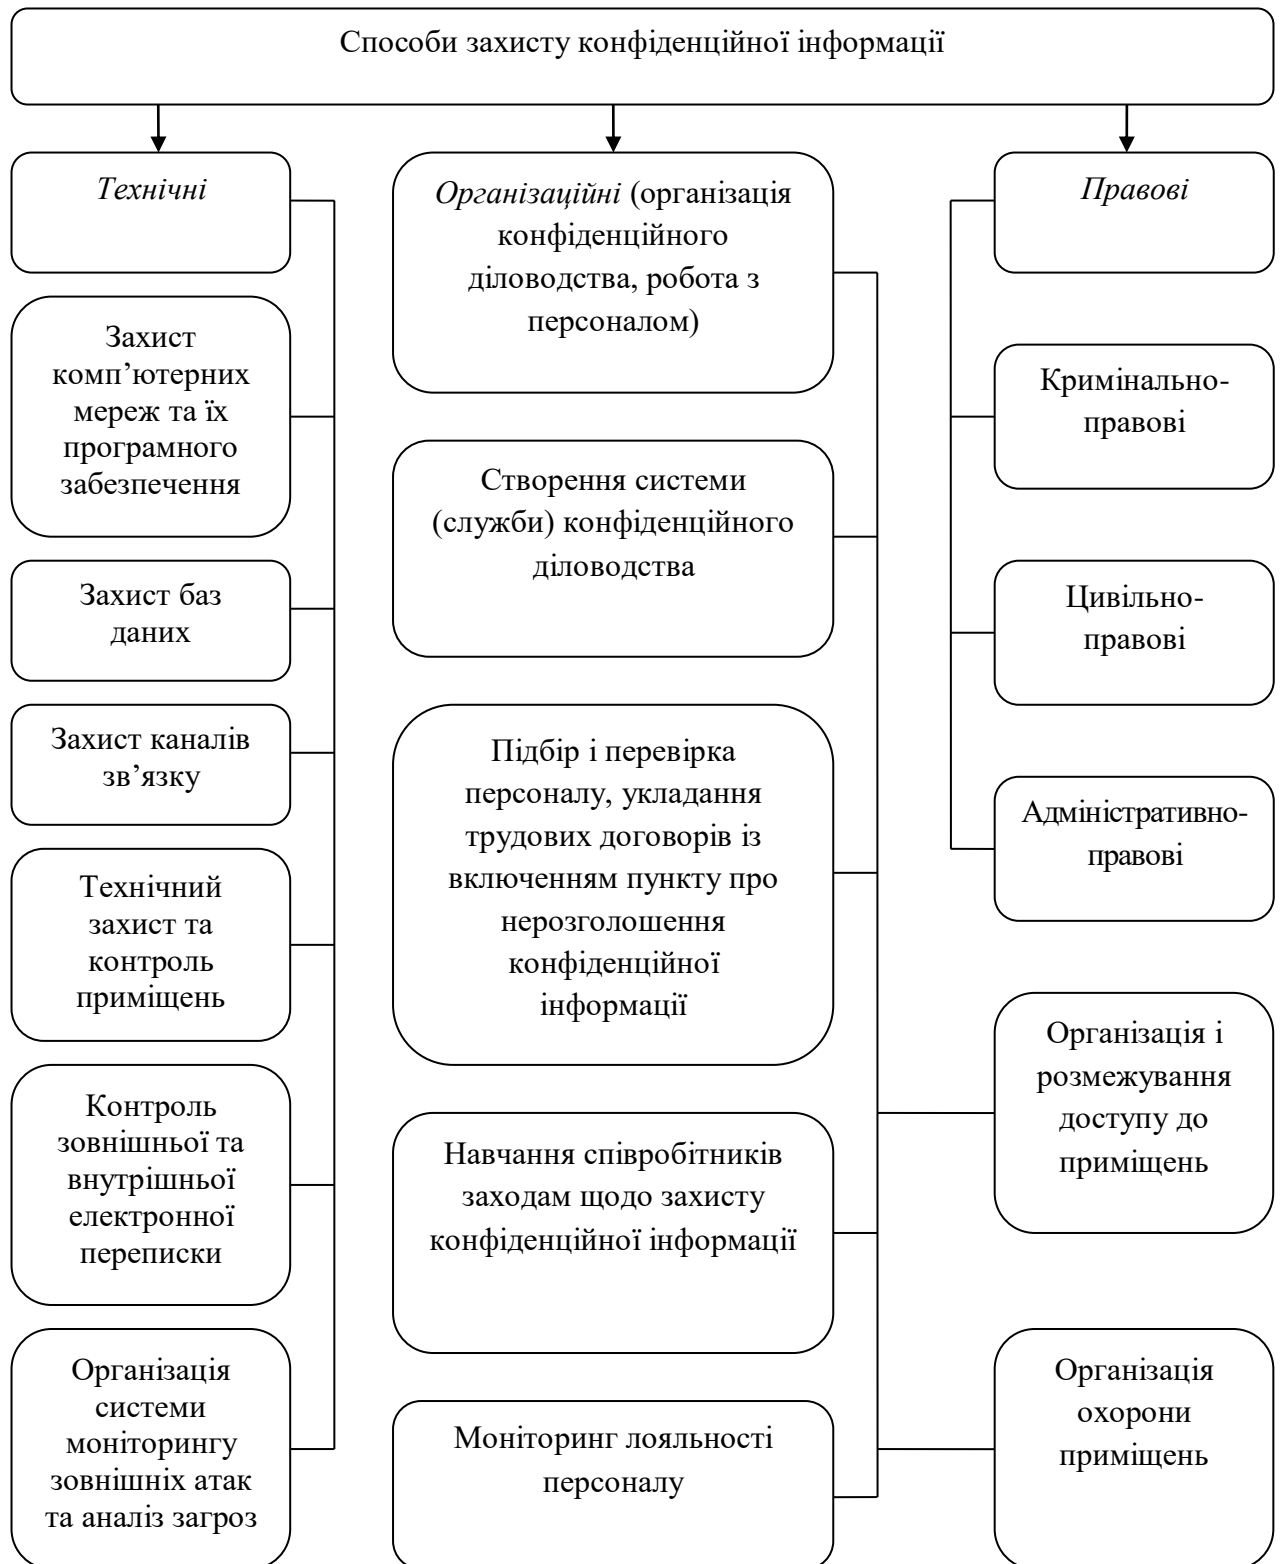 Способи захисту конфіденційної інформації
Технічні
Захист
комп’ютерних
мереж та їх
програмного
забезпечення
Захист баз
даних
Захист каналів
зв’язку
Технічний
захист та
контроль
приміщень
Контроль
зовнішньої та
внутрішньої
електронної
переписки
Організація
системи
моніторингу
зовнішніх атак
та аналіз загроз
Організаційні (організація
конфіденційного
діловодства, робота з
персоналом)
Створення системи
(служби) конфіденційного
діловодства
Підбір і перевірка
персоналу, укладання
трудових договорів із
включенням пункту про
нерозголошення
конфіденційної
інформації
Навчання співробітників
заходам щодо захисту
конфіденційної інформації
Моніторинг лояльності
персоналу
Правові
Кримінально-
правові
Цивільно-
правові
Адміністративно-
правові
Організація і
розмежування
доступу до
приміщень
Організація
охорони
приміщень